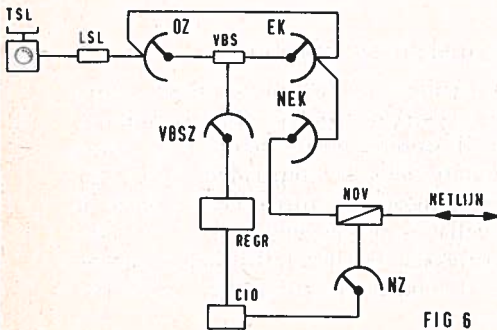 TSL
LSL
OZ
VBS
EK
NEK
VBSZ
REGR
NOV
NETLIJN
CIO
NZ
FIG 6